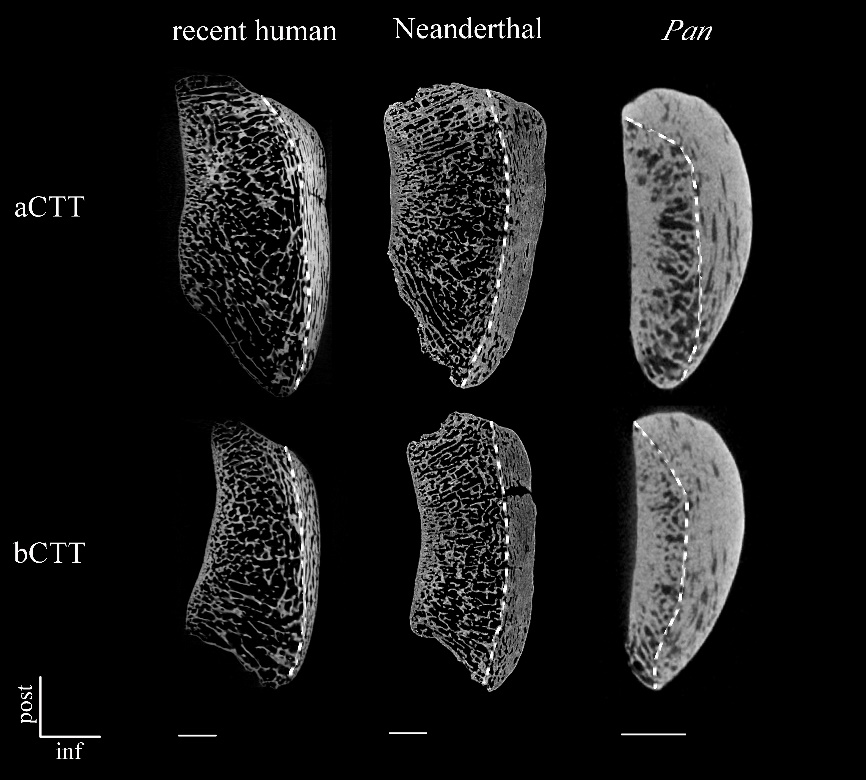 recent human
Neanderthal
Pan
aCTT
bCTT
post
inf